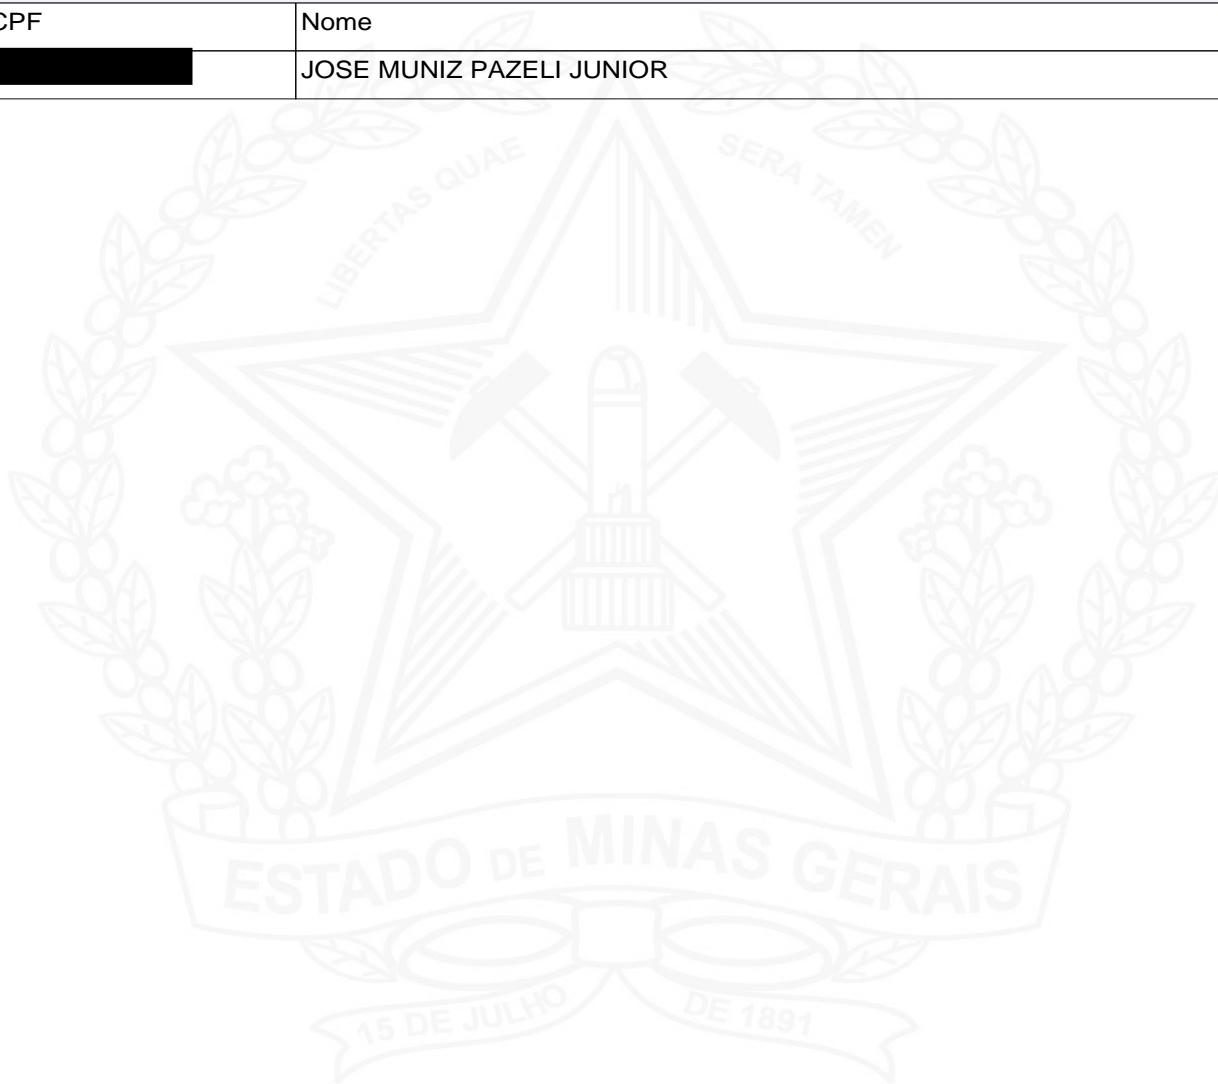 CPF Nome
JOSE MUNIZ PAZELI JUNIOR
LIBERTAS QUAE SERA TAMEN
ESTADO DE MINAS GERAIS
15 DE JULHO DE 1891